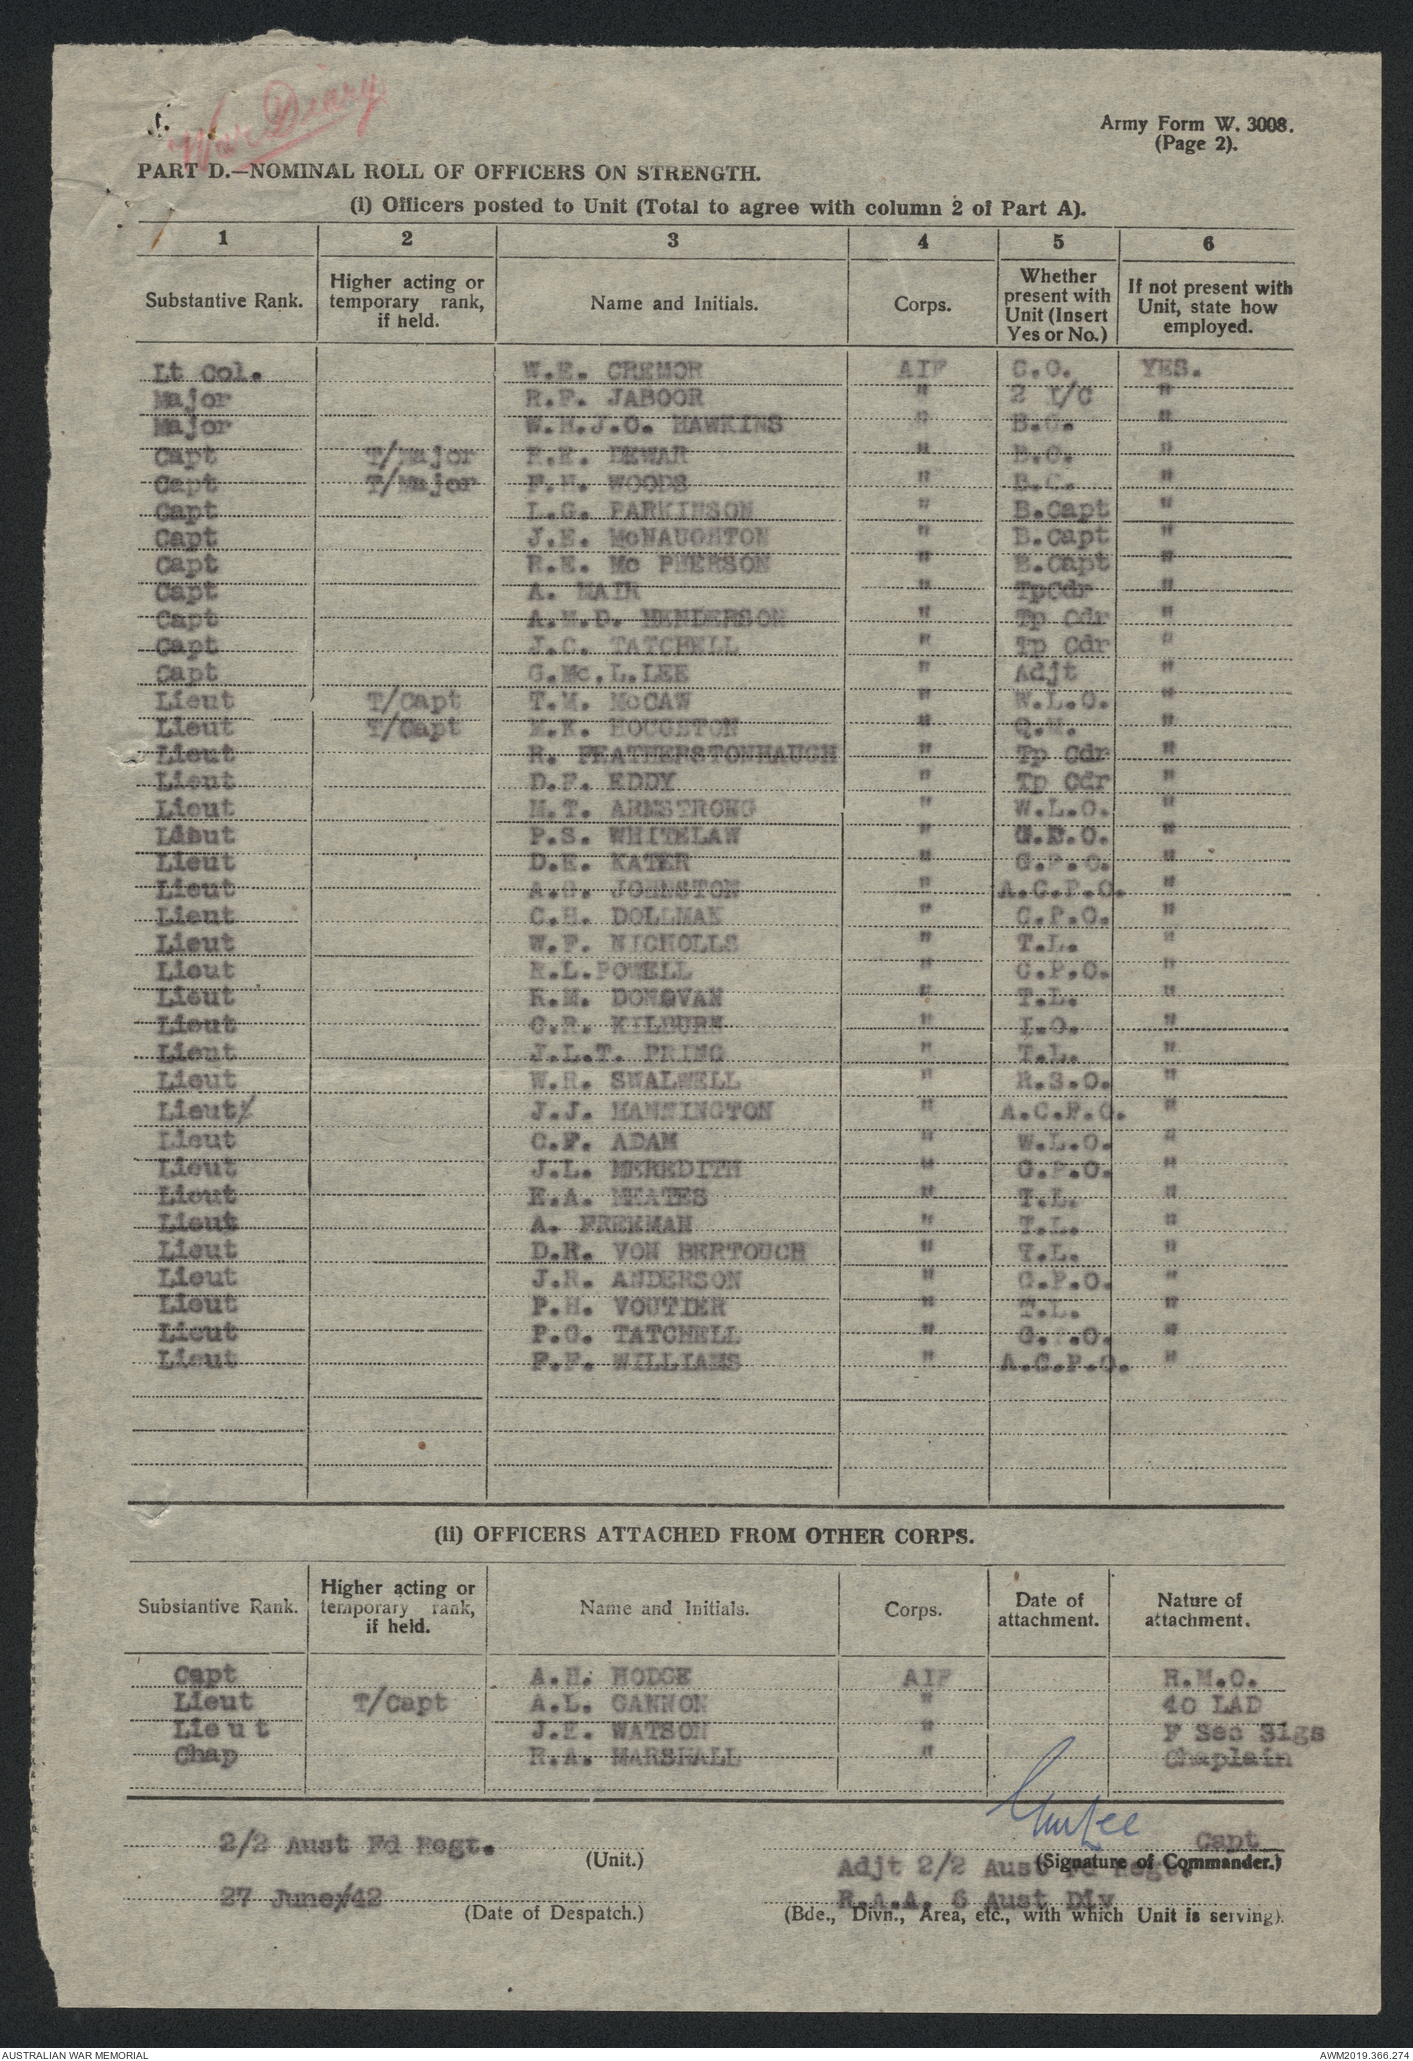 War Diary
Army Form W. 3008.
(Page 2).
PART D.—NOMINAL ROLL OF OFFICERS ON STRENGTH.
(i) Officers posted to Unit (Total to agree with column 2 of Part A).
1 2 3 4 5 6
Substantive Rank. Higher acting or temporary rank, if held. Name and Initials. Corps. Whether present with Unit (Insert Yes or No.) If not present with Unit, state how employed.
Lt Col. W.E. CREMOR AIF C.O. YES.
Major R.F. JABOOR " 2 I/C "
Major W.H.J.O. HAWKINS " B.C. "
Capt T/Major R.K. DEWAR " B.C. "
Capt T/Major F.N. WOODS " B.C. "
Capt L.G. PARKINSON " B.Capt "
Capt J.E. McNAUGHTON " B.Capt "
Capt R.E. Mc PHERSON " B.Capt "
Capt A. MAIR " TpCdr "
Capt A.M.D. HENDERSON " Tp Cdr "
Capt J.C. TATCHELL " Tp Cdr "
Capt G.Mc.L.LEE " Adjt "
Lieut T/Capt T.M. McCAW " W.L.O. "
Lieut T/Capt M.K. HOUGHTON " Q.M. "
Lieut R. FEATHERSTONHAUGH " Tp Cdr "
Lieut D.F. EDDY " Tp Cdr "
Lieut M.T. ARMSTRONG " W.L.O. "
Lieut P.S. WHITELAW " "
Lieut D.E. KATER " G.P.O. "
Lieut A.G. JOHNSTON " A.C.P.O. "
Lieut C.H. DOLLMAN " C.P.O. "
Lieut W.F. NICHOLLS " T.L. "
Lieut R.L.POWELL " C.P.O. "
Lieut K.M. DONOVAN " T.L. "
Lieut G.R. KILBURN " I.O. "
Lieut J.L.T. PRING " T.L. "
Lieut W.R. SWALWELL " R.S.O. "
Lieut/ J.J. HANNINGTON " A.C.P.O. "
Lieut C.F. ADAM " W.L.O. "
Lieut J.L. MEREDITH " G.P.O. "
Lieut K.A. MEATES " T.L. "
Lieut A. FREEMAN " T.L. "
Lieut D.R. VON BERTOUCH " T.L. "
Lieut J.R. ANDERSON " G.P.O. "
Lieut P.H. VOUTIER " T.L. "
Lieut P.G. TATCHELL " G.P.O. "
Lieut F.F. WILLIAMS " A.C.P.O. "
(ii) OFFICERS ATTACHED FROM OTHER CORPS.
Substantive Rank. Higher acting or temporary rank, if held. Name and Initials. Corps. Date of attachment. Nature of attachment.
Capt A.H. HODGE AIF R.M.O.
Lieut T/Capt A.L. GANNON " 40 LAD
Lieut J.E. WATSON " F Sec Sigs
Chap R.A. MARSHALL " Chaplain
2/2 Aust Fd Regt. (Unit.) Capt
Adjt 2/2 Aust Fd Regt. (Signature of Commander.)
27 June/42 (Date of Despatch.) R.A.A. 6 Aust Div
(Bde., Divn., Area, etc., with which Unit is serving).
AUSTRALIAN WAR MEMORIAL AWM2019.366.274